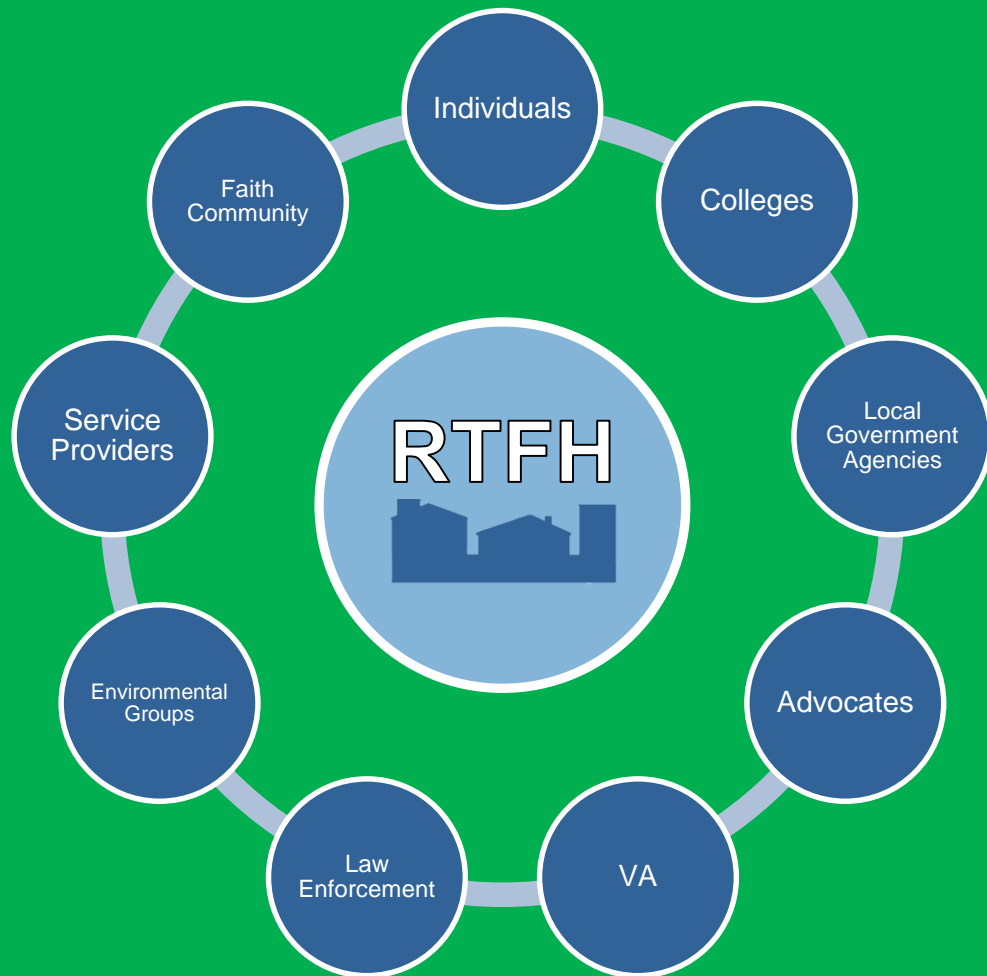 Individuals
Colleges
Local
Government
Agencies
Advocates
VA
Law
Enforcement
Environmental
Groups
Service
Providers
Faith
Community
RTFH